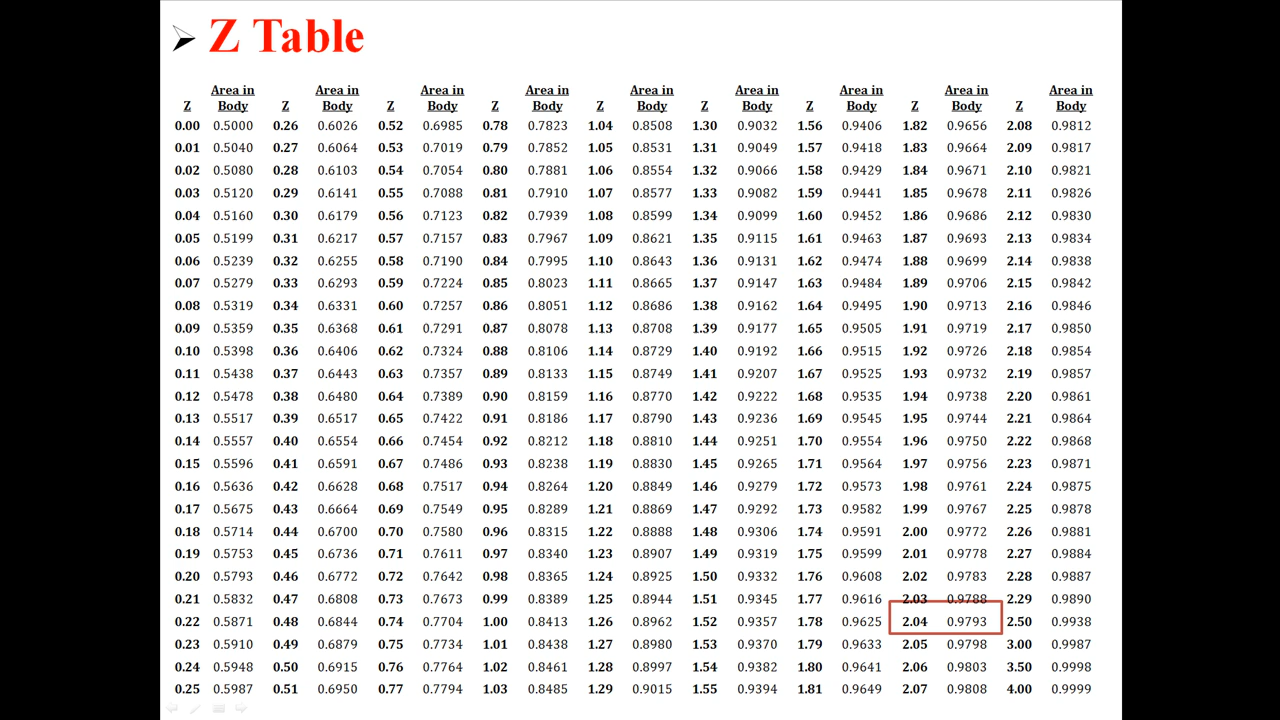 Z Table
Area in Area in Area in Area in Area in Area in Area in Area in Area in
Z Body Z Body Z Body Z Body Z Body Z Body Z Body Z Body Z Body
0.00 0.5000 0.26 0.6026 0.52 0.6985 0.78 0.7823 1.04 0.8508 1.30 0.9032 1.56 0.9406 1.82 0.9656 2.08 0.9812
0.01 0.5040 0.27 0.6064 0.53 0.7019 0.79 0.7852 1.05 0.8531 1.31 0.9049 1.57 0.9418 1.83 0.9664 2.09 0.9817
0.02 0.5080 0.28 0.6103 0.54 0.7054 0.80 0.7881 1.06 0.8554 1.32 0.9066 1.58 0.9429 1.84 0.9671 2.10 0.9821
0.03 0.5120 0.29 0.6141 0.55 0.7088 0.81 0.7910 1.07 0.8577 1.33 0.9082 1.59 0.9441 1.85 0.9678 2.11 0.9826
0.04 0.5160 0.30 0.6179 0.56 0.7123 0.82 0.7939 1.08 0.8599 1.34 0.9099 1.60 0.9452 1.86 0.9686 2.12 0.9830
0.05 0.5199 0.31 0.6217 0.57 0.7157 0.83 0.7967 1.09 0.8621 1.35 0.9115 1.61 0.9463 1.87 0.9693 2.13 0.9834
0.06 0.5239 0.32 0.6255 0.58 0.7190 0.84 0.7995 1.10 0.8643 1.36 0.9131 1.62 0.9474 1.88 0.9699 2.14 0.9838
0.07 0.5279 0.33 0.6293 0.59 0.7224 0.85 0.8023 1.11 0.8665 1.37 0.9147 1.63 0.9484 1.89 0.9706 2.15 0.9842
0.08 0.5319 0.34 0.6331 0.60 0.7257 0.86 0.8051 1.12 0.8686 1.38 0.9162 1.64 0.9495 1.90 0.9713 2.16 0.9846
0.09 0.5359 0.35 0.6368 0.61 0.7291 0.87 0.8078 1.13 0.8708 1.39 0.9177 1.65 0.9505 1.91 0.9719 2.17 0.9850
0.10 0.5398 0.36 0.6406 0.62 0.7324 0.88 0.8106 1.14 0.8729 1.40 0.9192 1.66 0.9515 1.92 0.9726 2.18 0.9854
0.11 0.5438 0.37 0.6443 0.63 0.7357 0.89 0.8133 1.15 0.8749 1.41 0.9207 1.67 0.9525 1.93 0.9732 2.19 0.9857
0.12 0.5478 0.38 0.6480 0.64 0.7389 0.90 0.8159 1.16 0.8770 1.42 0.9222 1.68 0.9535 1.94 0.9738 2.20 0.9861
0.13 0.5517 0.39 0.6517 0.65 0.7422 0.91 0.8186 1.17 0.8790 1.43 0.9236 1.69 0.9545 1.95 0.9744 2.21 0.9864
0.14 0.5557 0.40 0.6554 0.66 0.7454 0.92 0.8212 1.18 0.8810 1.44 0.9251 1.70 0.9554 1.96 0.9750 2.22 0.9868
0.15 0.5596 0.41 0.6591 0.67 0.7486 0.93 0.8238 1.19 0.8830 1.45 0.9265 1.71 0.9564 1.97 0.9756 2.23 0.9871
0.16 0.5636 0.42 0.6628 0.68 0.7517 0.94 0.8264 1.20 0.8849 1.46 0.9279 1.72 0.9573 1.98 0.9761 2.24 0.9875
0.17 0.5675 0.43 0.6664 0.69 0.7549 0.95 0.8289 1.21 0.8869 1.47 0.9292 1.73 0.9582 1.99 0.9767 2.25 0.9878
0.18 0.5714 0.44 0.6700 0.70 0.7580 0.96 0.8315 1.22 0.8888 1.48 0.9306 1.74 0.9591 2.00 0.9772 2.26 0.9881
0.19 0.5753 0.45 0.6736 0.71 0.7611 0.97 0.8340 1.23 0.8907 1.49 0.9319 1.75 0.9599 2.01 0.9778 2.27 0.9884
0.20 0.5793 0.46 0.6772 0.72 0.7642 0.98 0.8365 1.24 0.8925 1.50 0.9332 1.76 0.9608 2.02 0.9783 2.28 0.9887
0.21 0.5832 0.47 0.6808 0.73 0.7673 0.99 0.8389 1.25 0.8944 1.51 0.9345 1.77 0.9616 2.03 0.9788 2.29 0.9890
0.22 0.5871 0.48 0.6844 0.74 0.7704 1.00 0.8413 1.26 0.8962 1.52 0.9357 1.78 0.9625 2.04 0.9793 2.50 0.9938
0.23 0.5910 0.49 0.6879 0.75 0.7734 1.01 0.8438 1.27 0.8980 1.53 0.9370 1.79 0.9633 2.05 0.9798 3.00 0.9987
0.24 0.5948 0.50 0.6915 0.76 0.7764 1.02 0.8461 1.28 0.8997 1.54 0.9382 1.80 0.9641 2.06 0.9803 3.50 0.9998
0.25 0.5987 0.51 0.6950 0.77 0.7794 1.03 0.8485 1.29 0.9015 1.55 0.9394 1.81 0.9649 2.07 0.9808 4.00 0.9999